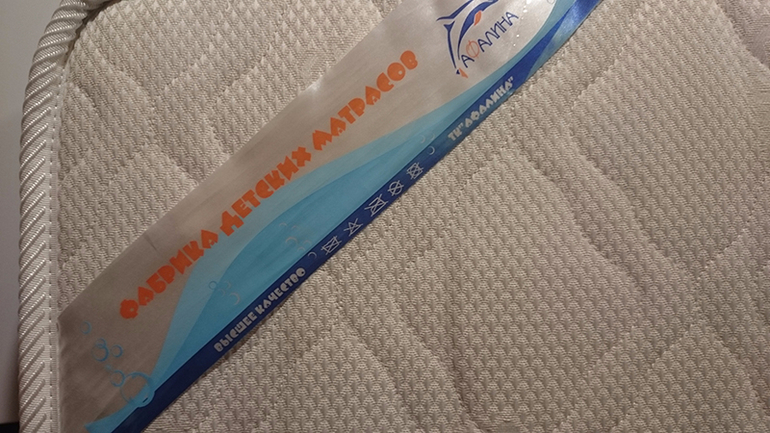 АФАЛИНА
ФАБРИКА ДЕТСКИХ МАТРАСОВ
ВЫСШЕЕ КАЧЕСТВО
ТМ "АФАЛИНА"